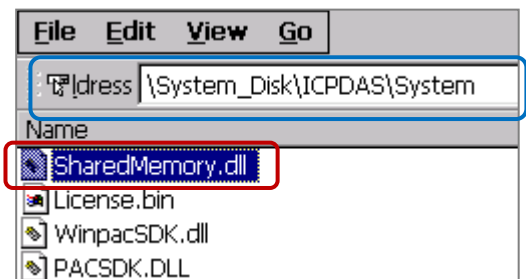 File Edit View Go
ldress \System_Disk\ICPDAS\System
Name
SharedMemory.dll
License.bin
WinpacSDK.dll
PACSDK.DLL